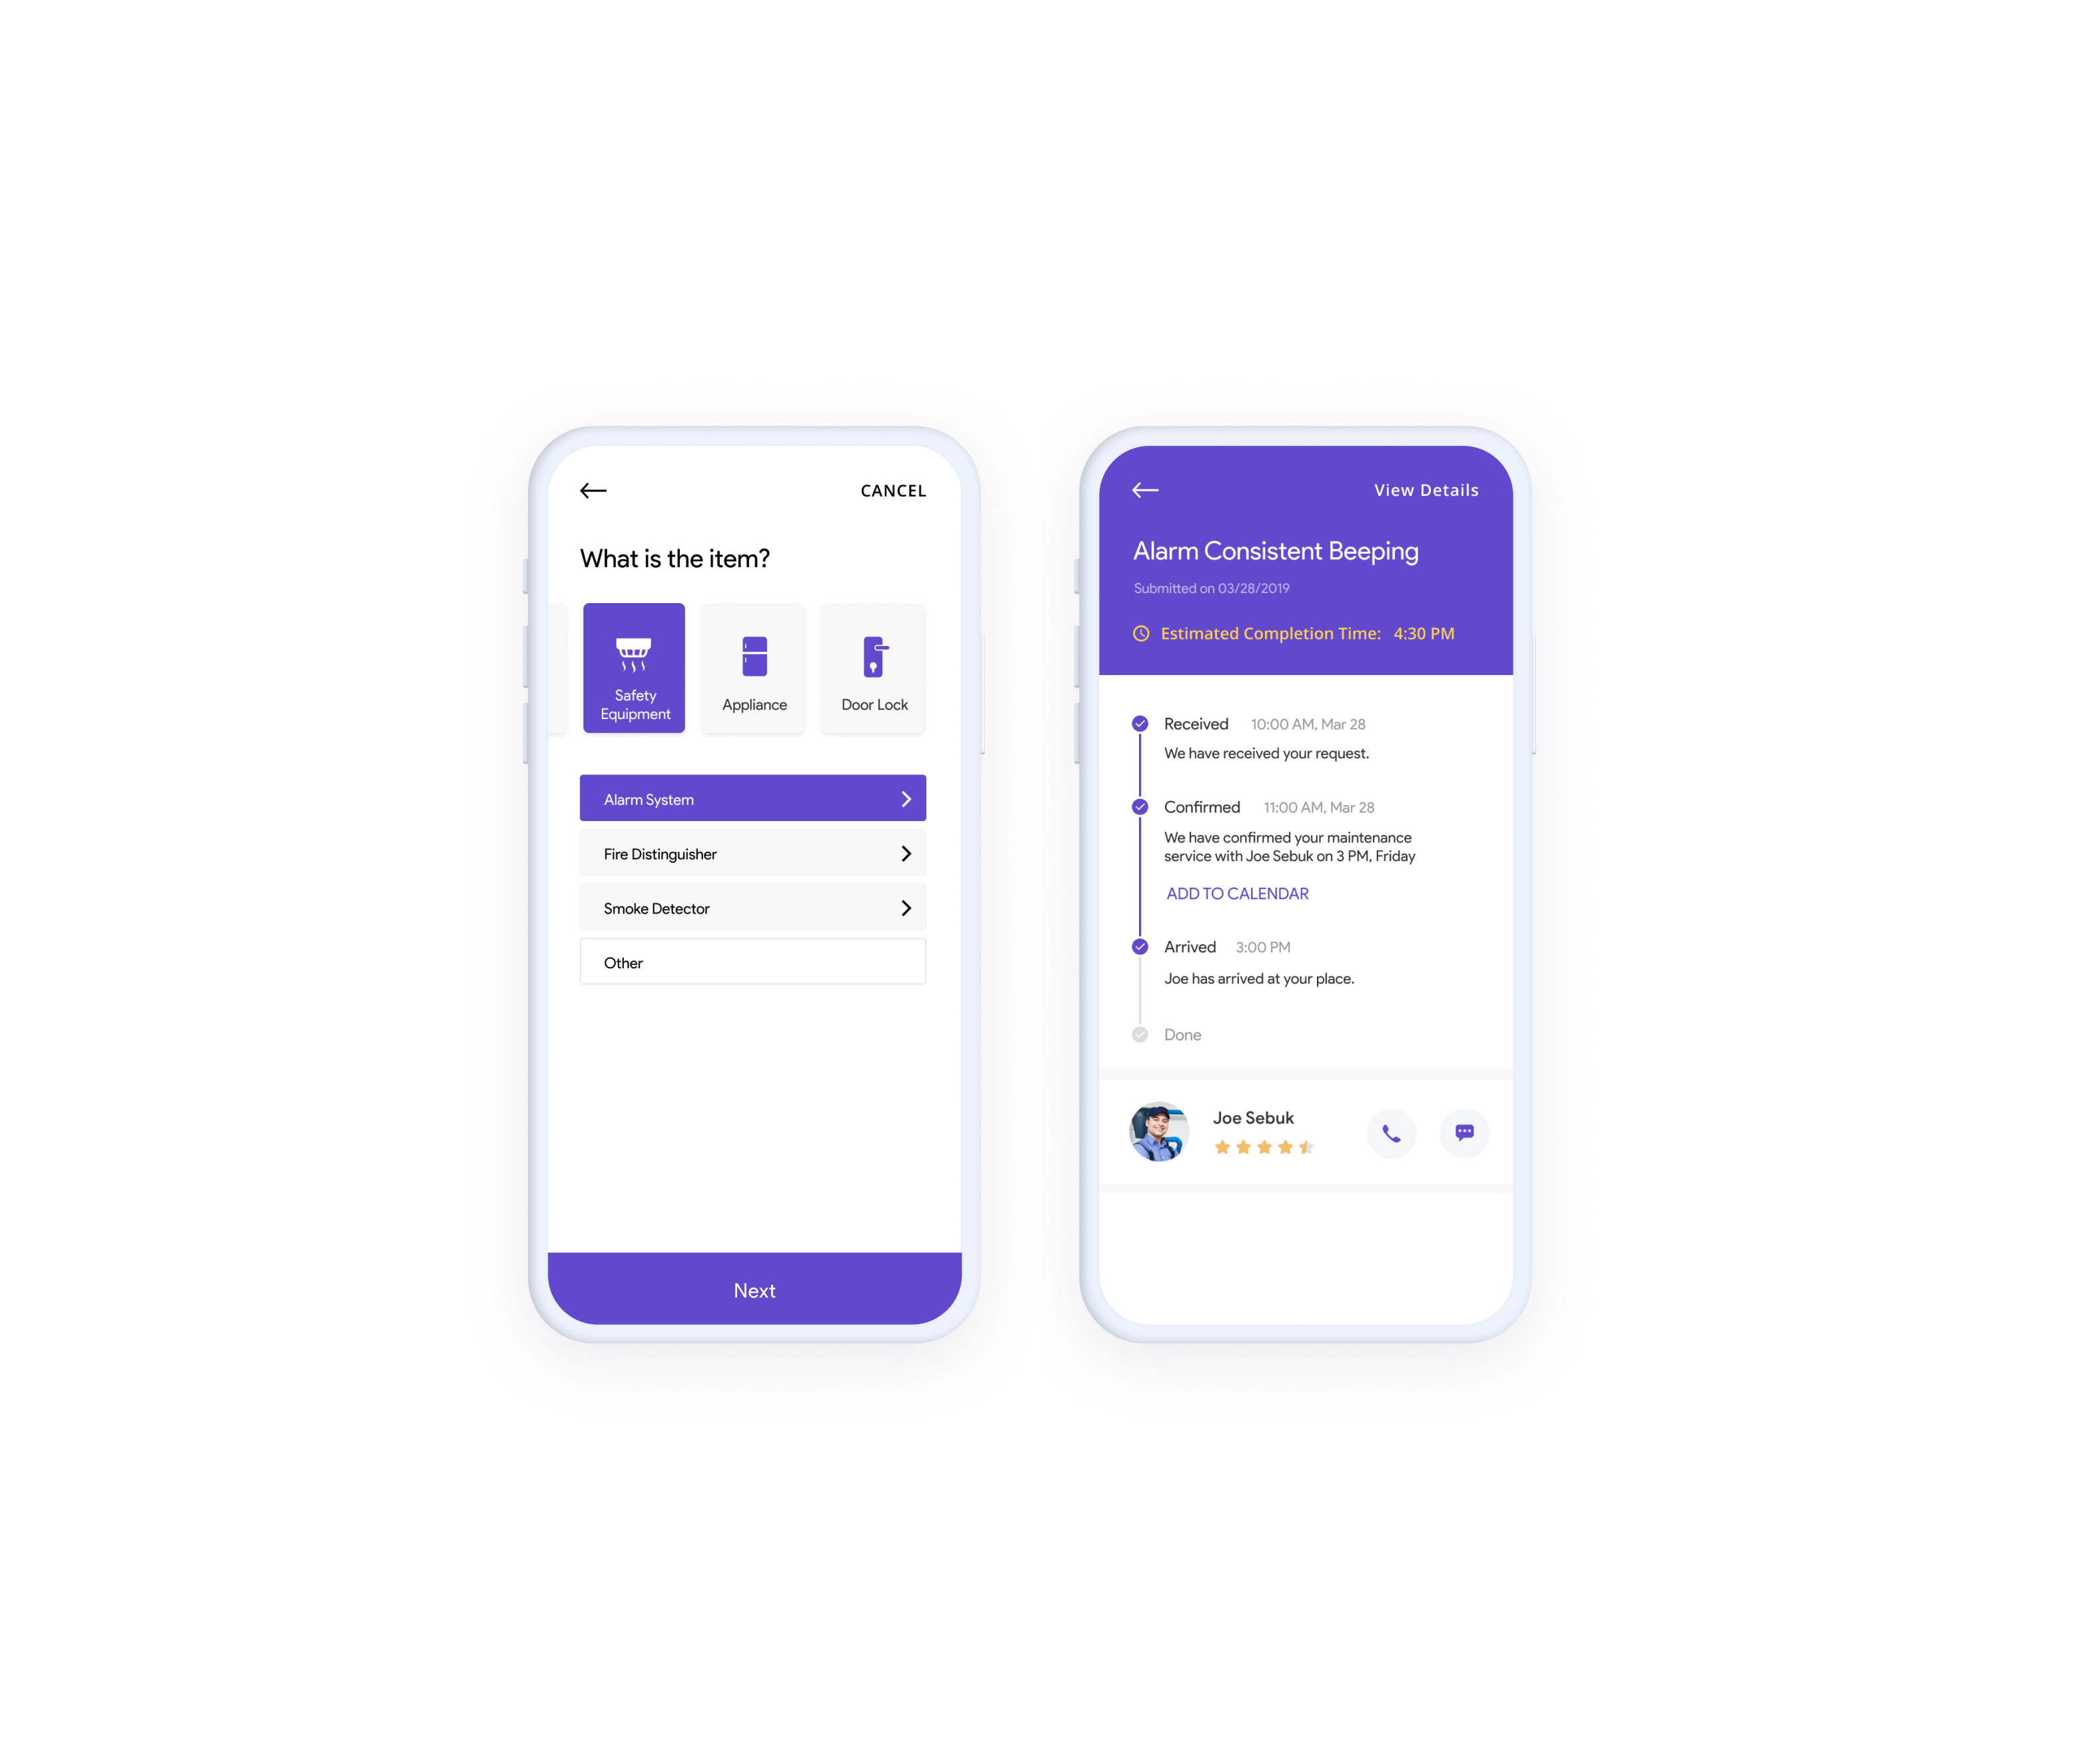 CANCEL
What is the item?
Safety
Equipment
Appliance
Door Lock
Alarm System
Fire Distinguisher
Smoke Detector
Other
Next
View Details
Alarm Consistent Beeping
Submitted on 03/28/2019
Estimated Completion Time: 4:30 PM
Received 10:00 AM, Mar 28
We have received your request.
Confirmed 11:00 AM, Mar 28
We have confirmed your maintenance
service with Joe Sebuk on 3 PM, Friday
ADD TO CALENDAR
Arrived 3:00 PM
Joe has arrived at your place.
Done
Joe Sebuk